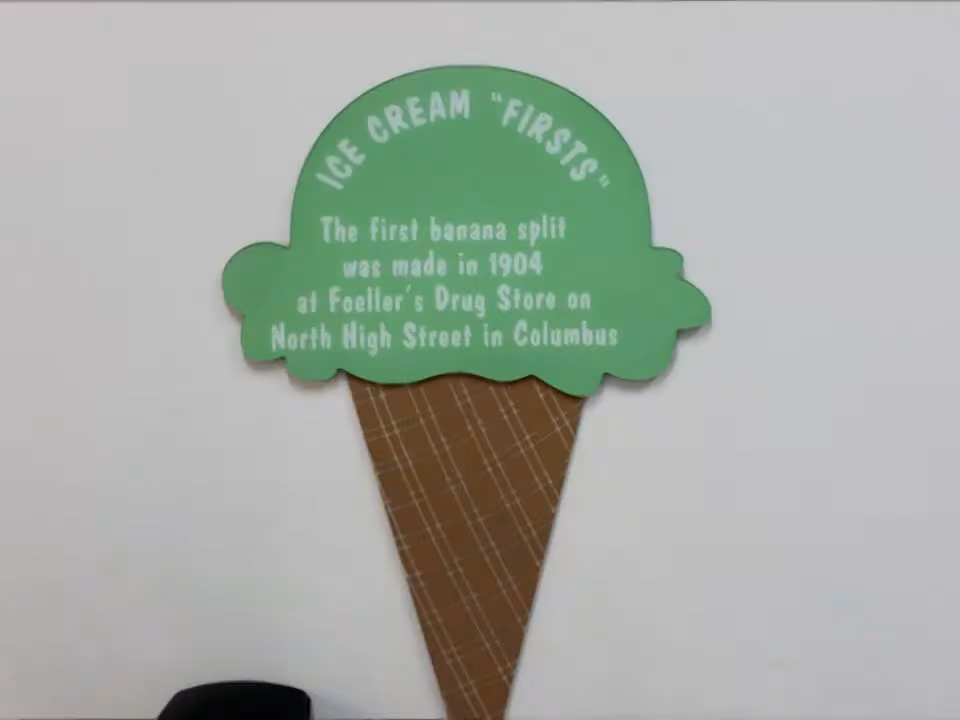 ICE CREAM "FIRSTS"
The first banana split
was made in 1904
at Foeller's Drug Store on
North High Street in Columbus